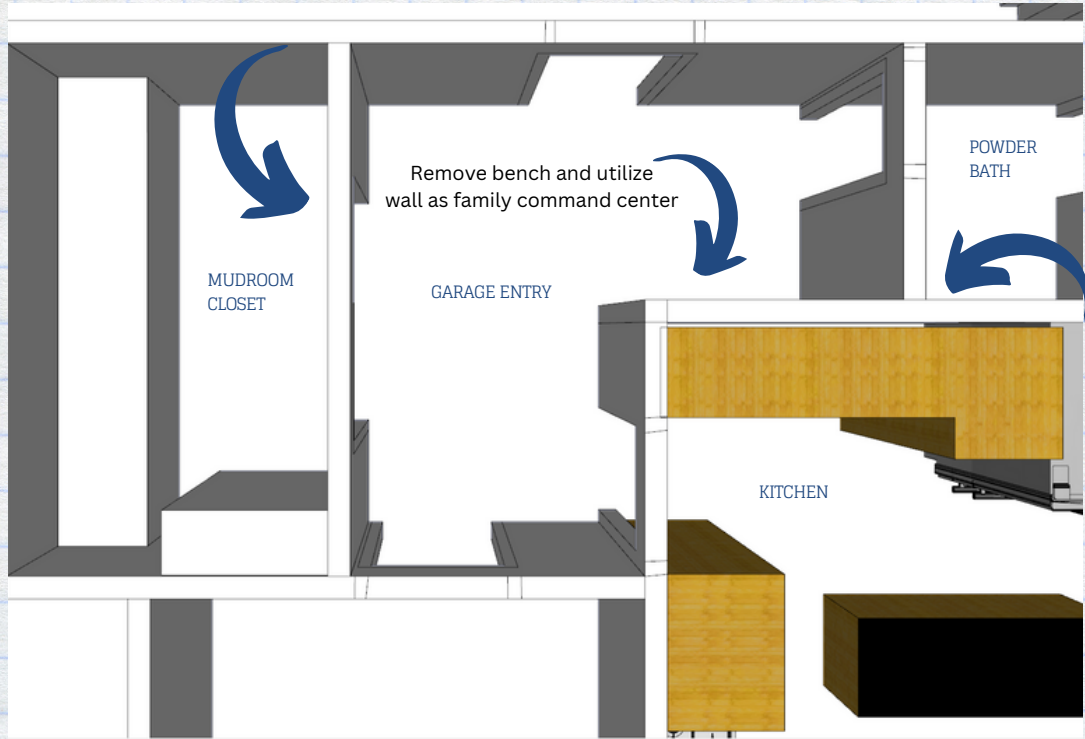 Remove bench and utilize
wall as family command center
POWDER
BATH
MUDROOM
CLOSET
GARAGE ENTRY
KITCHEN